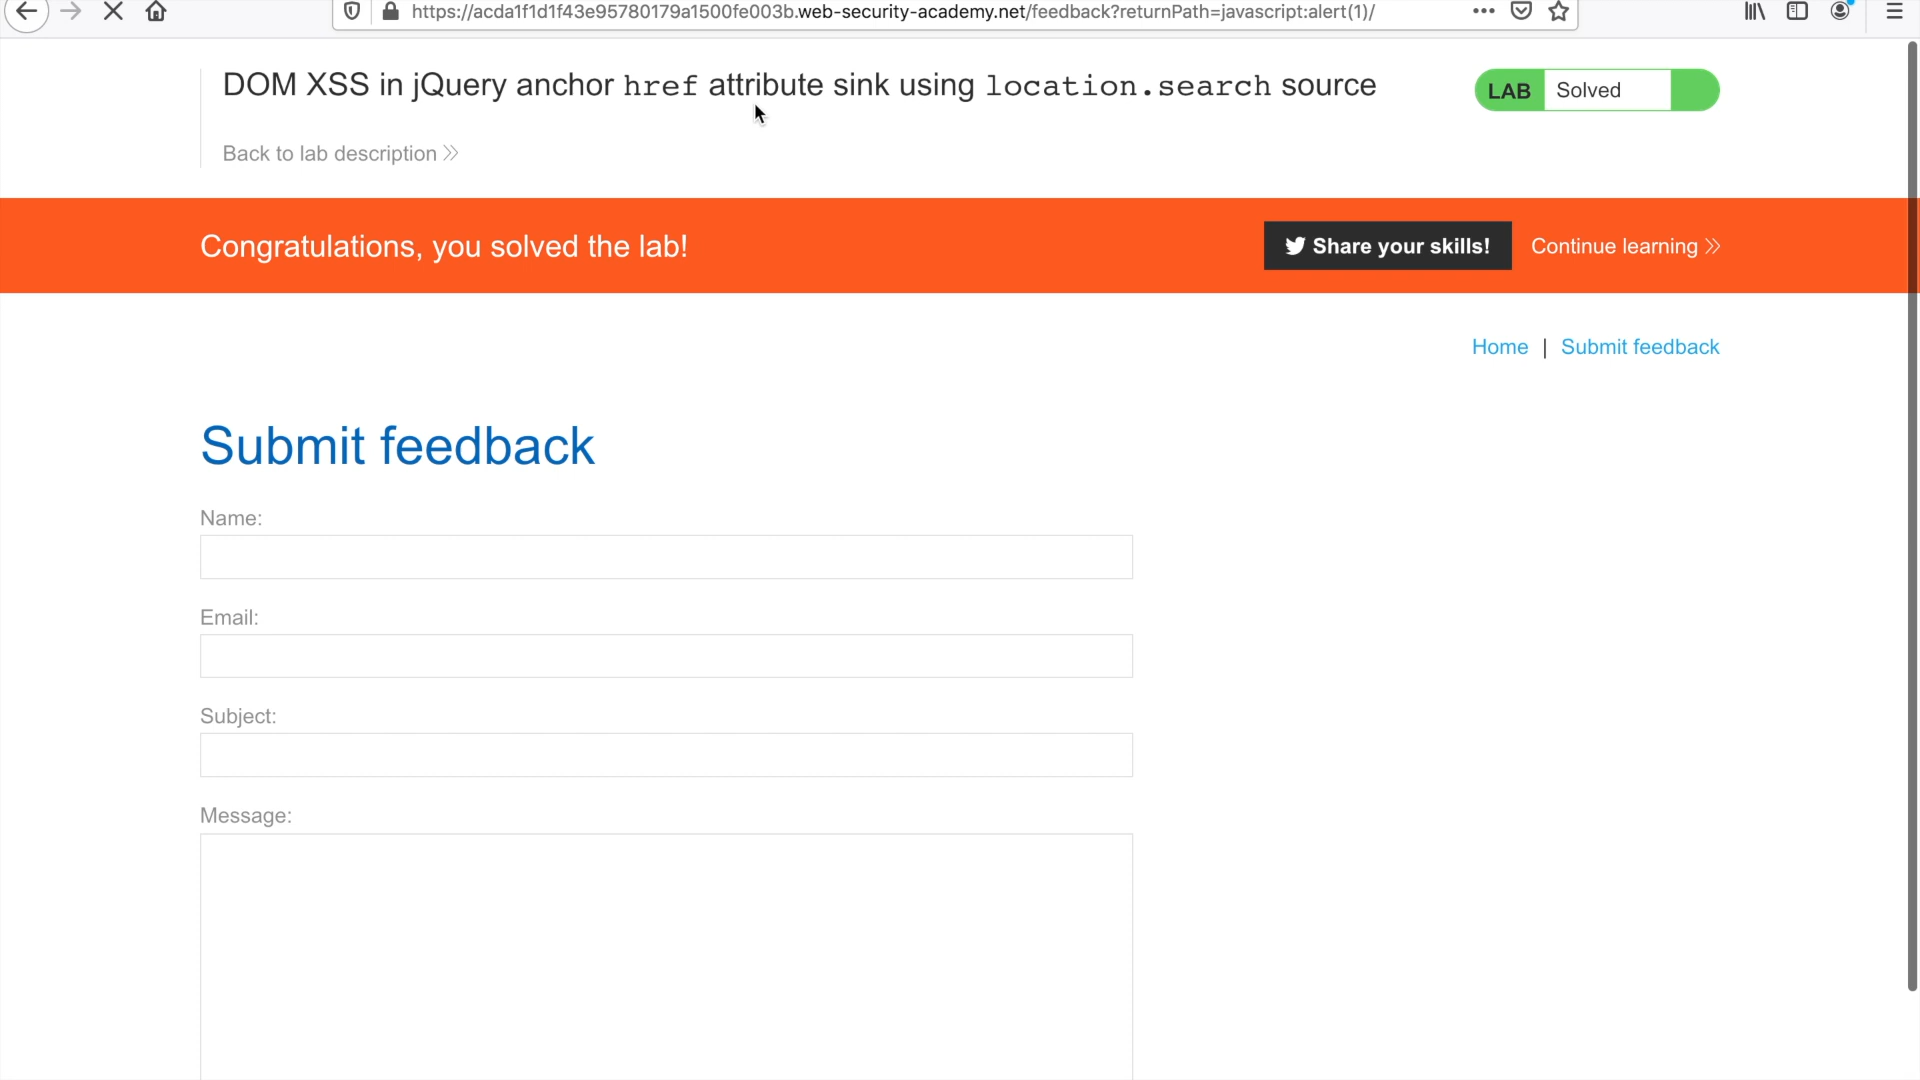 https://acda1f1d1f43e95780179a1500fe003b.web-security-academy.net/feedback?returnPath=javascript:alert(1)/
DOM XSS in jQuery anchor href attribute sink using location.search source
LAB Solved
Back to lab description
Congratulations, you solved the lab!
Share your skills!
Continue learning
Home | Submit feedback
Submit feedback
Name:
Email:
Subject:
Message: